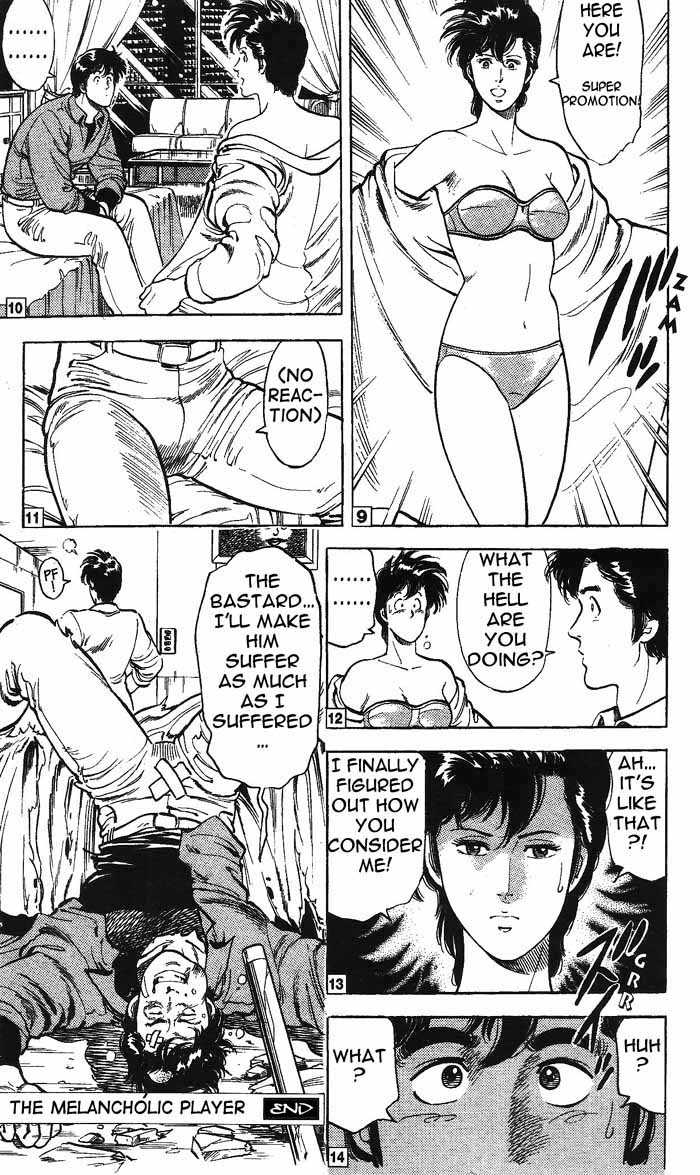 HERE
YOU
ARE!
SUPER
PROMOTION!
ZAM
9
......
......
10
(NO
REAC-
TION)
11
WHAT
THE
HELL
ARE
YOU
DOING?
......
......
12
AH...
IT'S
LIKE
THAT
?!
I FINALLY
FIGURED
OUT HOW
YOU
CONSIDER
ME!
GRR
13
HUH
?
WHAT
?
14
PF
!
THE
BASTARD...
I'LL MAKE
HIM
SUFFER
AS MUCH
AS I
SUFFERED
...
THE MELANCHOLIC PLAYER END